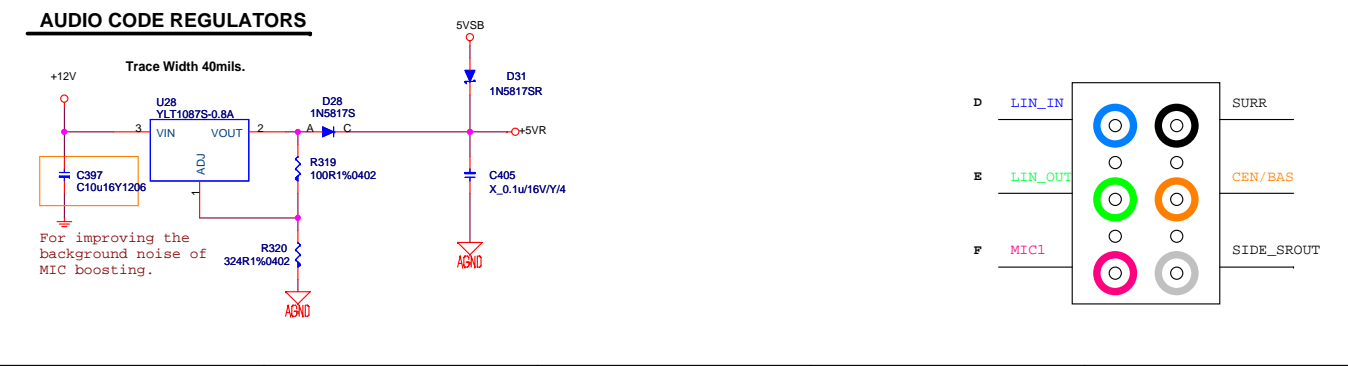 AUDIO CODE REGULATORS
Trace Width 40mils.
+12V
U28
YLT1087S-0.8A
3
VIN
VOUT
2
ADJ
1
D28
1N5817S
A
C
5VSB
D31
1N5817SR
+5VR
C397
C10u16Y1206
R319
100R1%0402
C405
X_0.1u/16V/Y/4
For improving the
background noise of
MIC boosting.
R320
324R1%0402
AGND
AGND
D
LIN_IN
SURR
E
LIN_OUT
CEN/BAS
F
MIC1
SIDE_SROUT